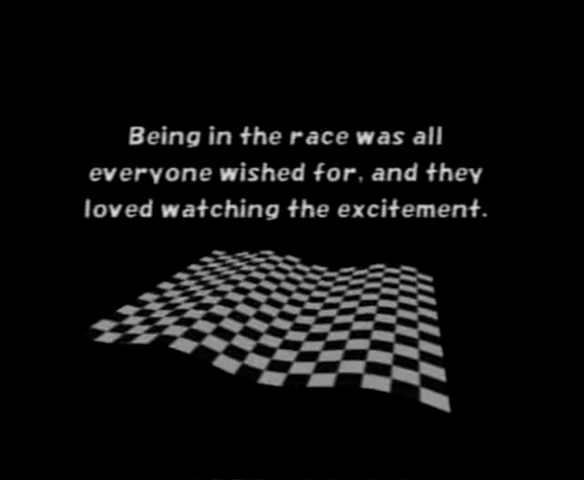 Being in the race was all
everyone wished for, and they
loved watching the excitement.